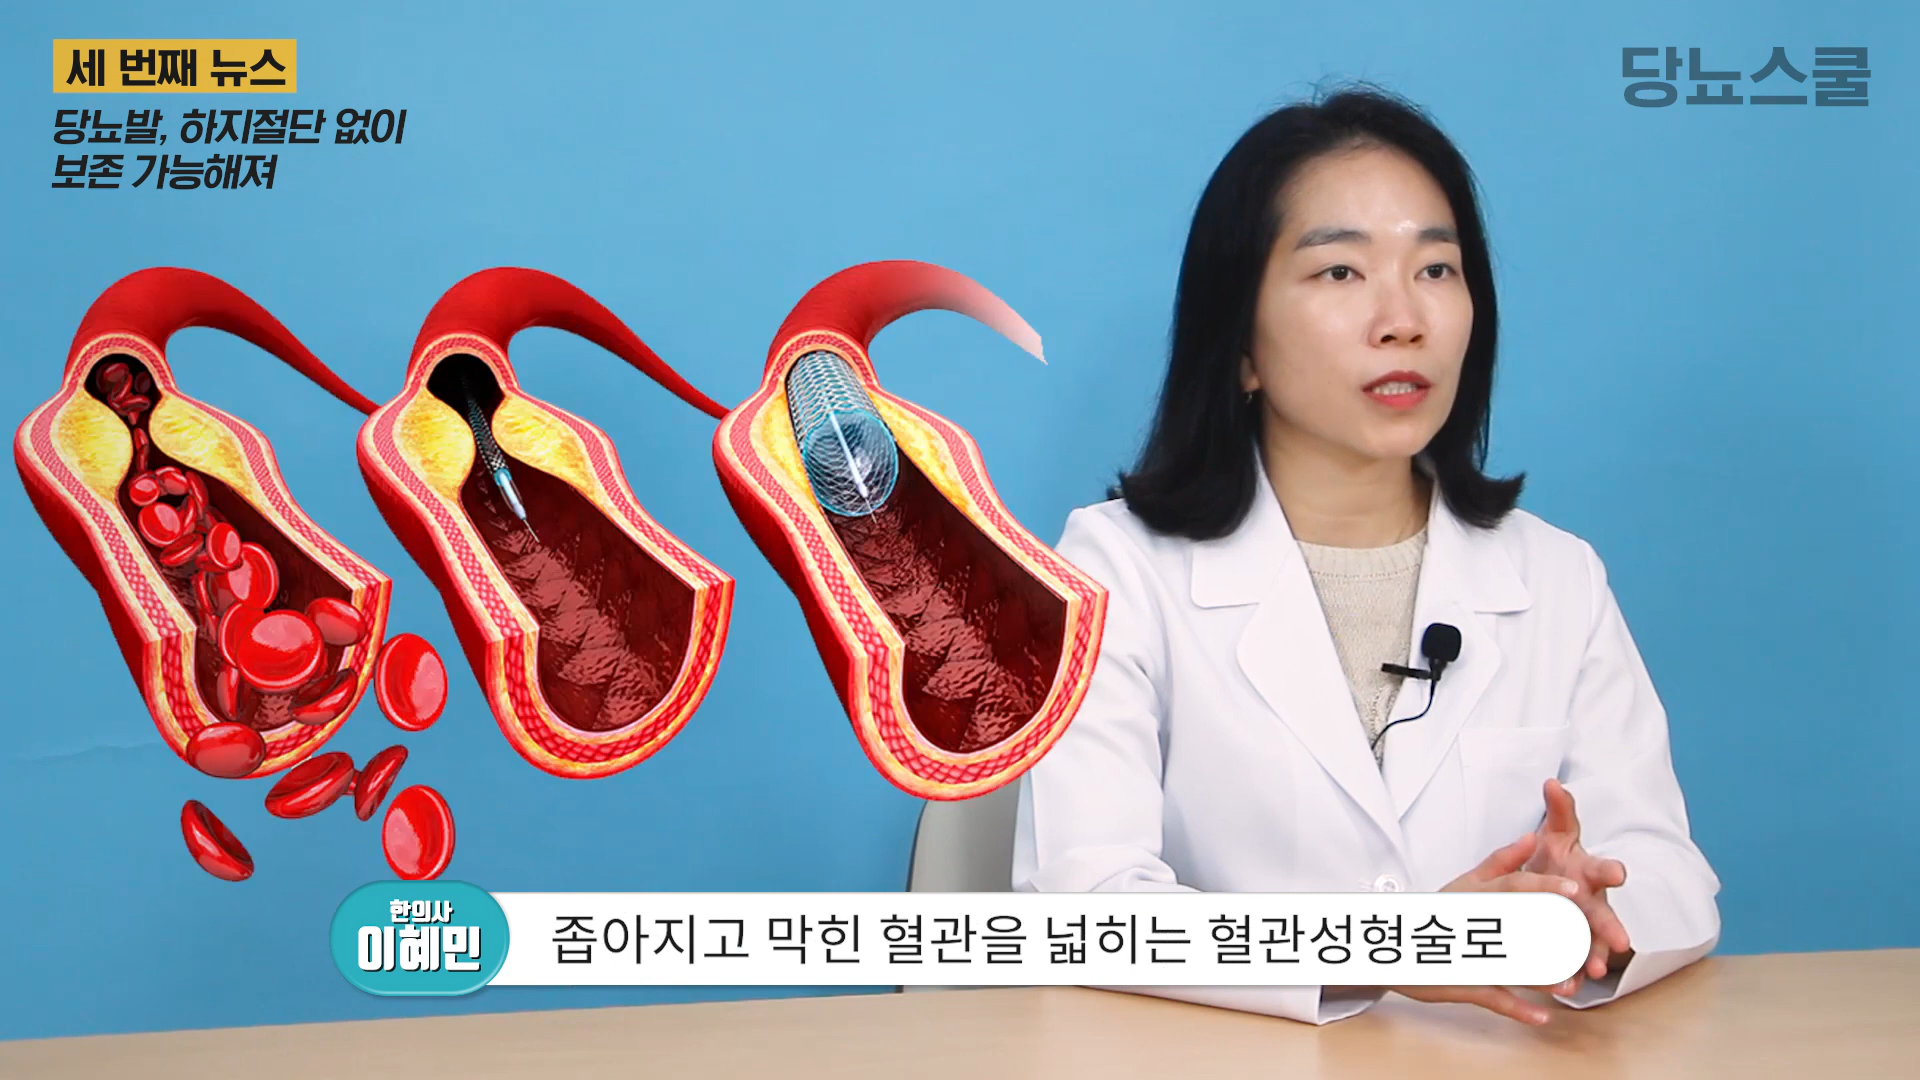 세 번째 뉴스
당뇨발, 하지절단 없이
보존 가능해져
당뇨스쿨
한의사
이혜민
좁아지고 막힌 혈관을 넓히는 혈관성형술로